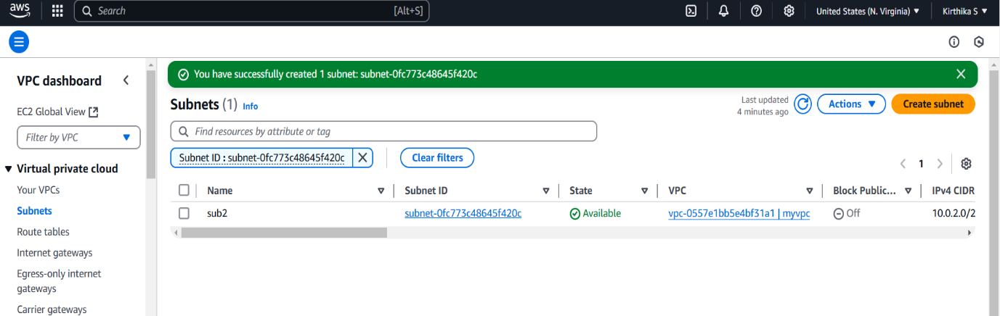 aws
Search [Alt+S]
United States (N. Virginia) Kirthika S
VPC dashboard
EC2 Global View
Filter by VPC
Virtual private cloud
Your VPCs
Subnets
Route tables
Internet gateways
Egress-only internet
gateways
Carrier gateways
You have successfully created 1 subnet: subnet-0fc773c48645f420c
Subnets (1) Info
Last updated
4 minutes ago
Actions
Create subnet
Find resources by attribute or tag
Subnet ID : subnet-0fc773c48645f420c
Clear filters
1
Name Subnet ID State VPC Block Public... IPv4 CIDR
sub2 subnet-0fc773c48645f420c Available vpc-0557e1bb5e4bf31a1 | myvpc Off 10.0.2.0/2